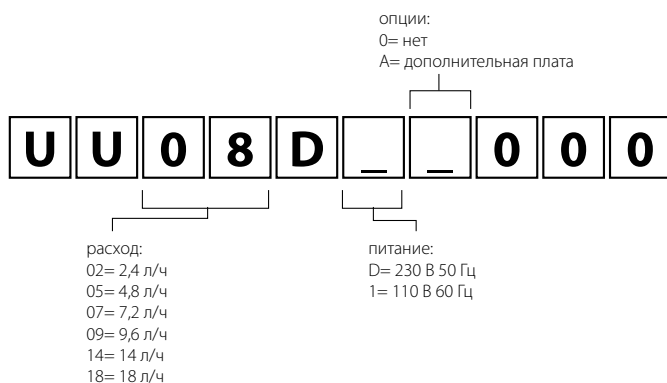 опции:
0= нет
A= дополнительная плата
U U 0 8 D _ _ 0 0 0
расход:
02= 2,4 л/ч
05= 4,8 л/ч
07= 7,2 л/ч
09= 9,6 л/ч
14= 14 л/ч
18= 18 л/ч
питание:
D= 230 В 50 Гц
1= 110 В 60 Гц